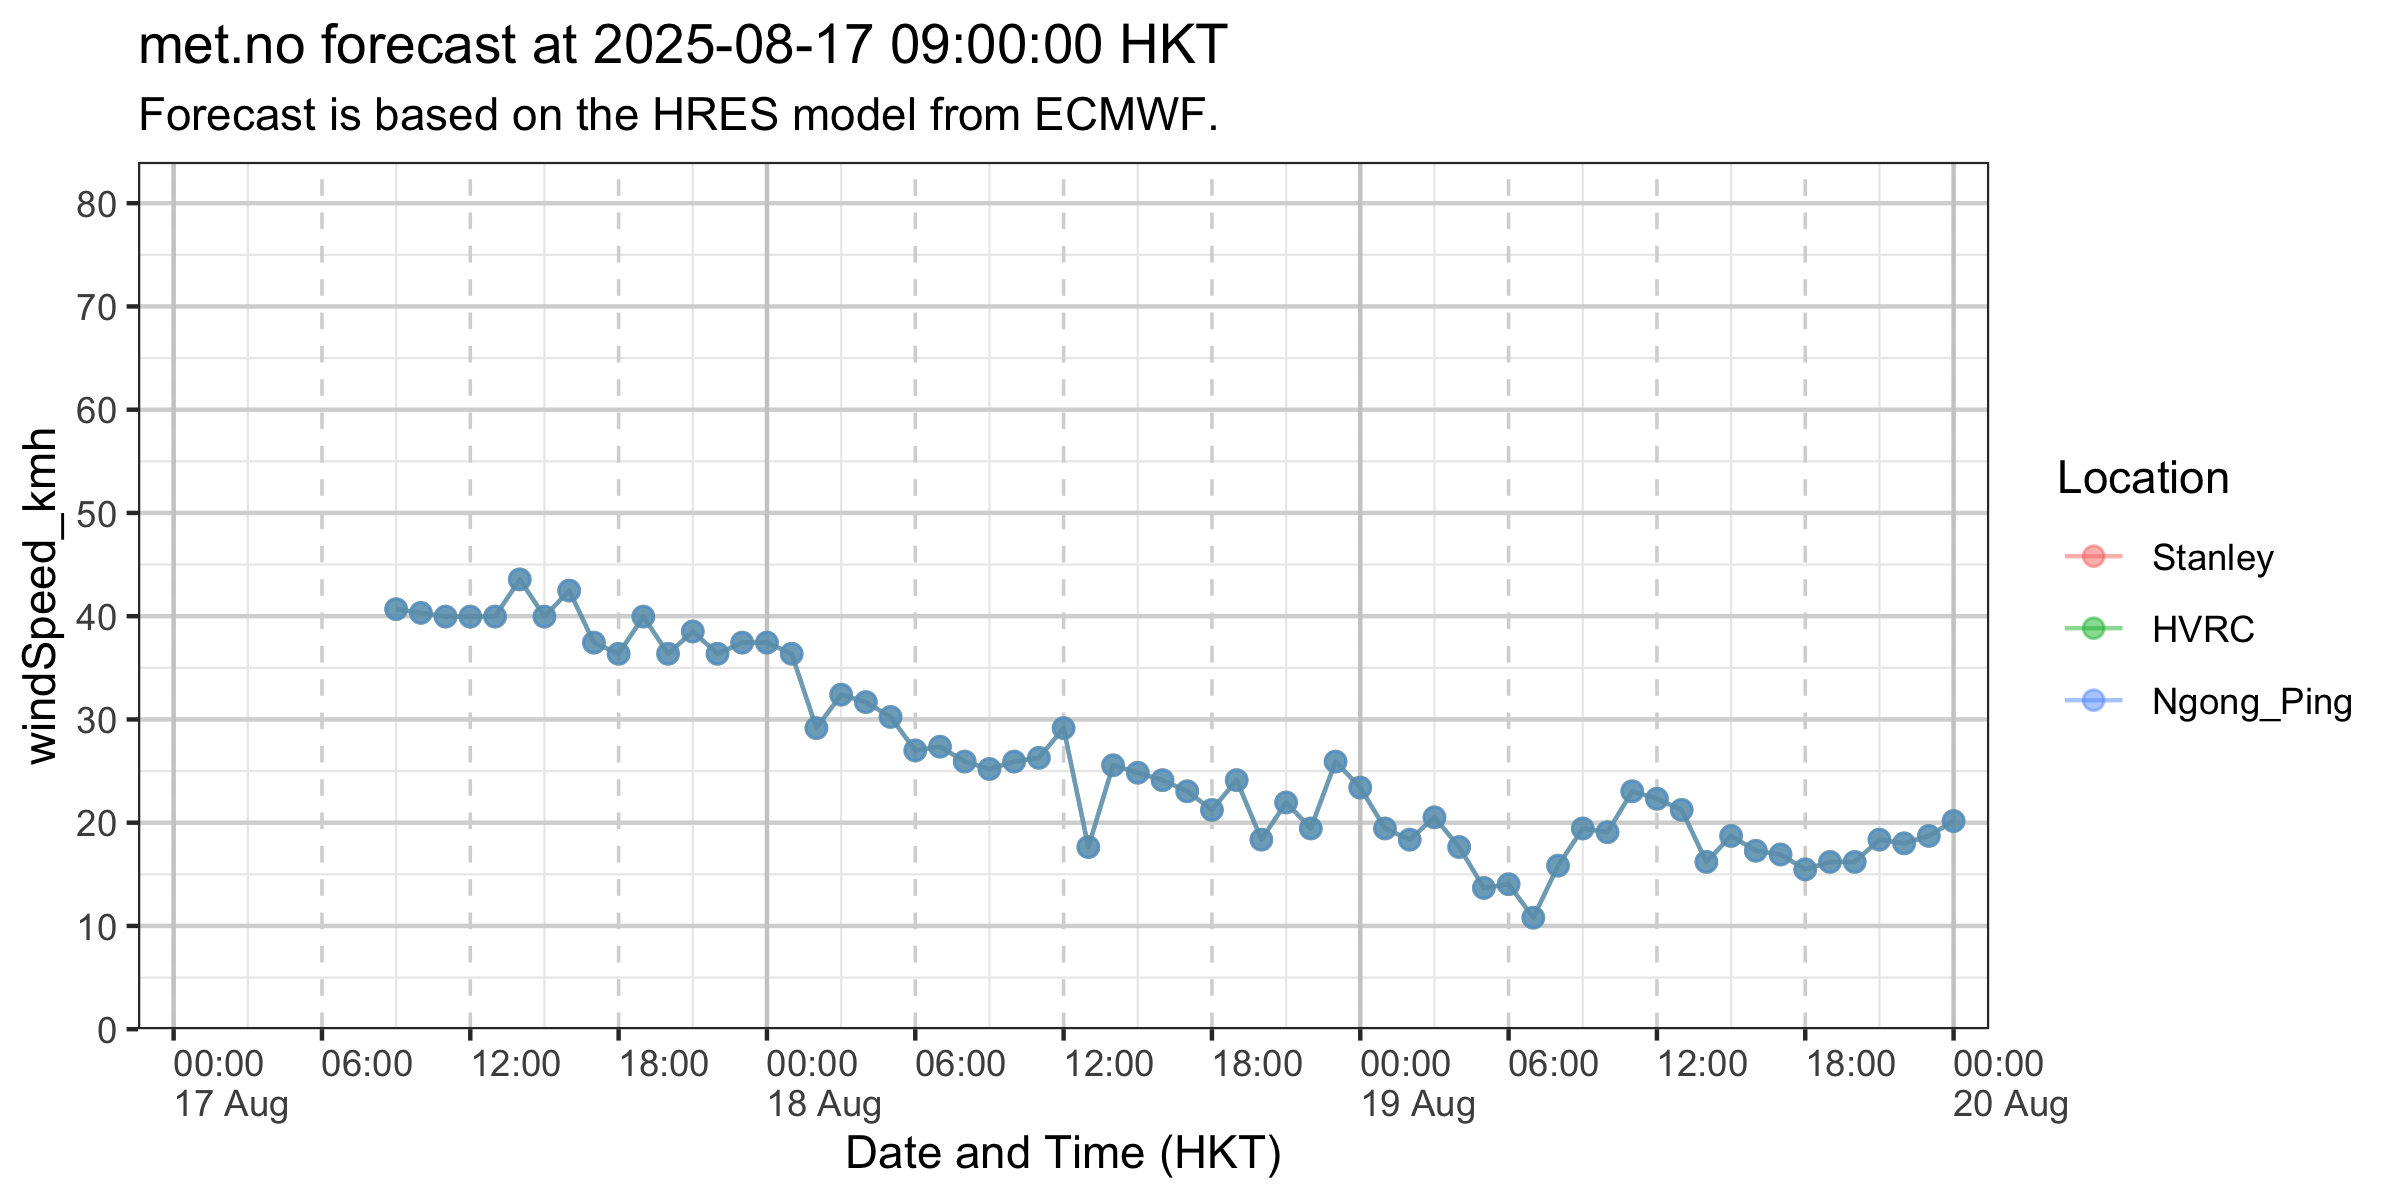 met.no forecast at 2025-08-17 09:00:00 HKT
Forecast is based on the HRES model from ECMWF.
windSpeed_kmh
80
70
60
50
40
30
20
10
0
00:00 06:00 12:00 18:00 00:00 06:00 12:00 18:00 00:00 06:00 12:00 18:00 00:00
17 Aug 18 Aug 19 Aug 20 Aug
Date and Time (HKT)
Location
Stanley
HVRC
Ngong_Ping